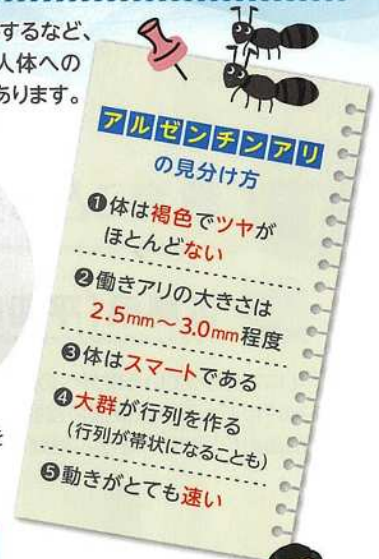 するなど、
人体への
あります。
アルゼンチンアリ
の見分け方
❶体は褐色でツヤが
ほとんどない
❷働きアリの大きさは
2.5mm～3.0mm程度
❸体はスマートである
❹大群が行列を作る
(行列が帯状になることも)
❺動きがとても速い
を